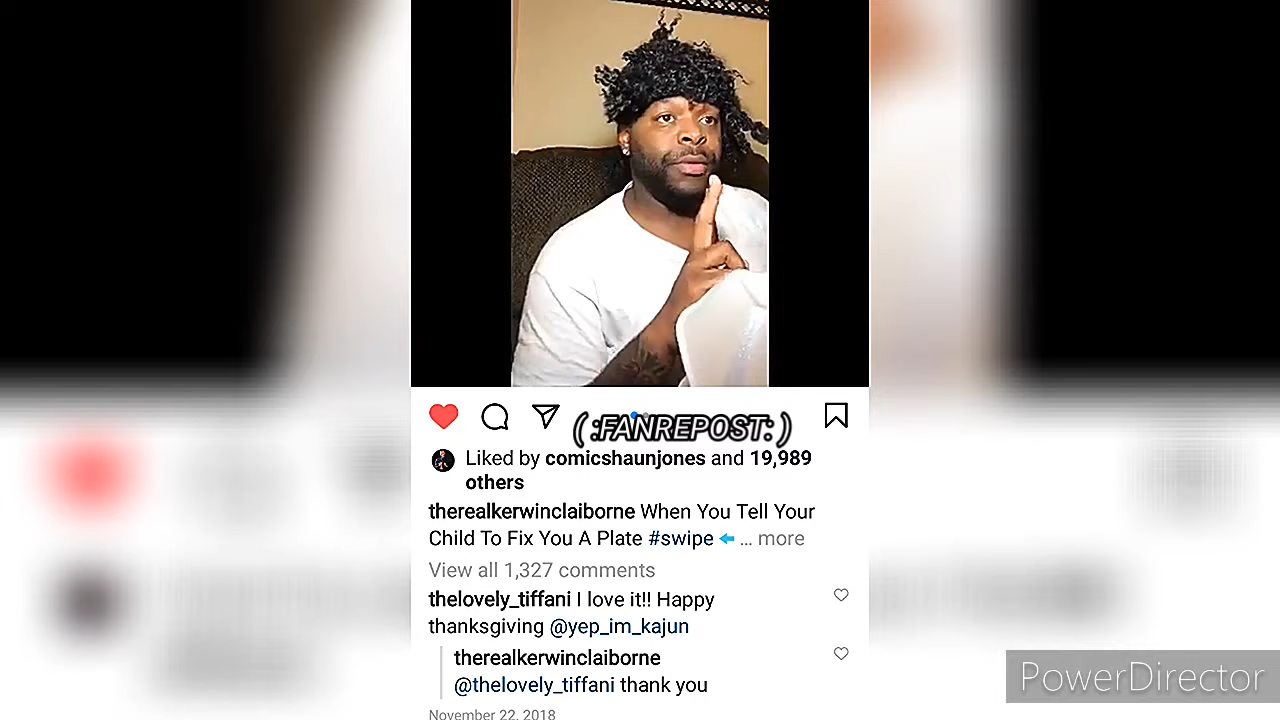 ( :FANREPOST: )
Liked by comicshaunjones and 19,989
others
therealkerwinclaiborne When You Tell Your
Child To Fix You A Plate #swipe ... more
View all 1,327 comments
thelovely_tiffani I love it!! Happy
thanksgiving @yep_im_kajun
therealkerwinclaiborne
@thelovely_tiffani thank you
November 22, 2018
PowerDirector